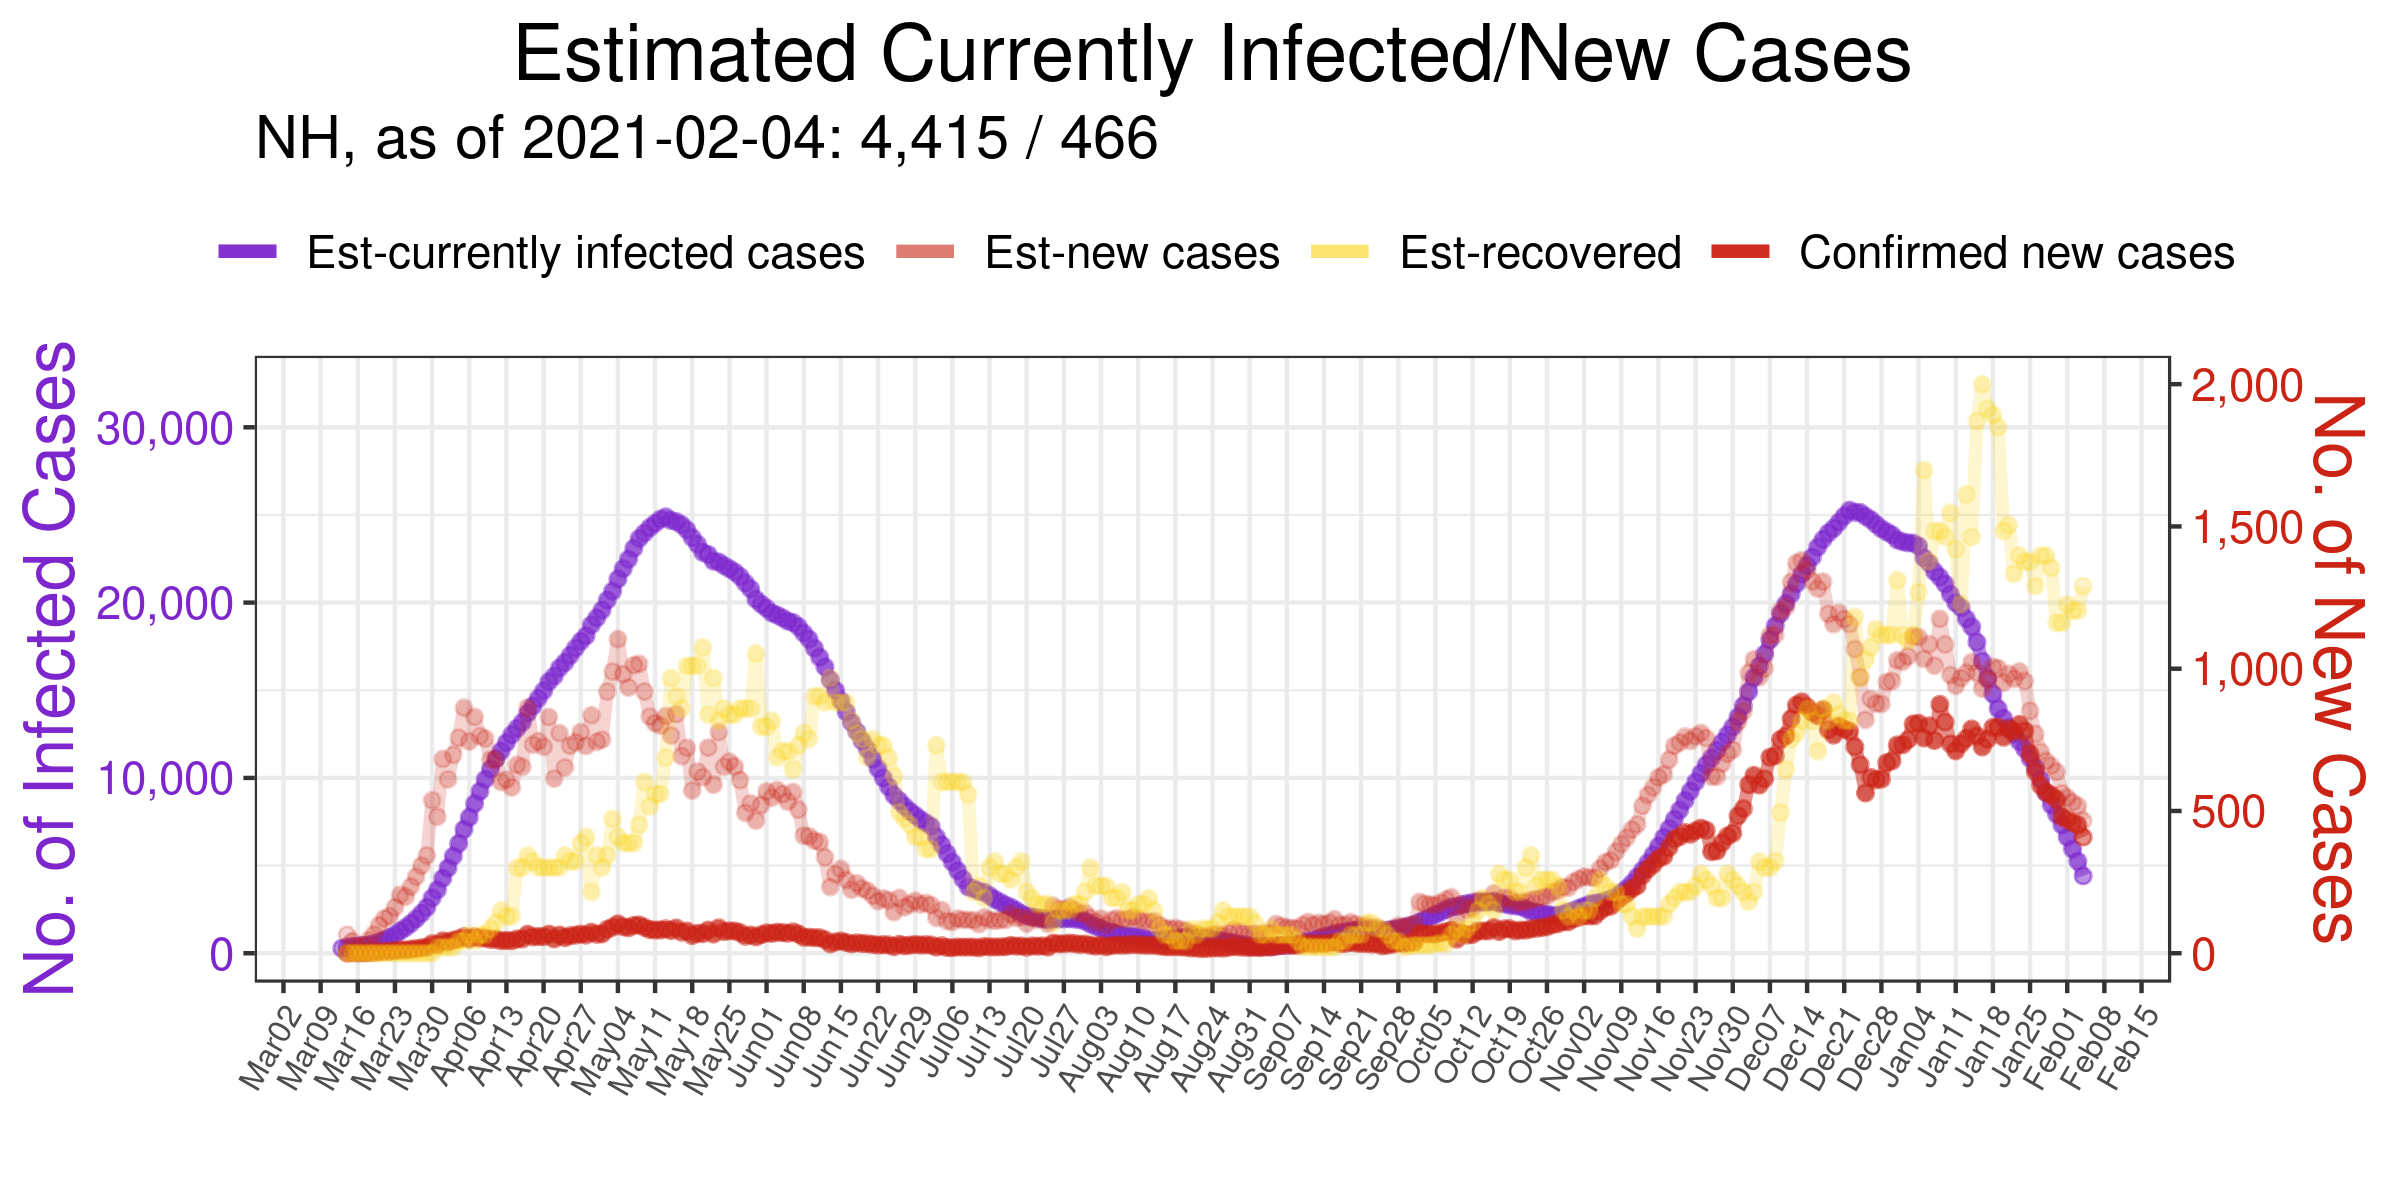 Estimated Currently Infected/New Cases
NH, as of 2021-02-04: 4,415 / 466
Est-currently infected cases Est-new cases Est-recovered Confirmed new cases
No. of Infected Cases
30,000
20,000
10,000
0
2,000
1,500
1,000
500
0
No. of New Cases
Mar02 Mar09 Mar16 Mar23 Mar30 Apr06 Apr13 Apr20 Apr27 May04 May11 May18 May25 Jun01 Jun08 Jun15 Jun22 Jun29 Jul06 Jul13 Jul20 Jul27 Aug03 Aug10 Aug17 Aug24 Aug31 Sep07 Sep14 Sep21 Sep28 Oct05 Oct12 Oct19 Oct26 Nov02 Nov09 Nov16 Nov23 Nov30 Dec07 Dec14 Dec21 Dec28 Jan04 Jan11 Jan18 Jan25 Feb01 Feb08 Feb15